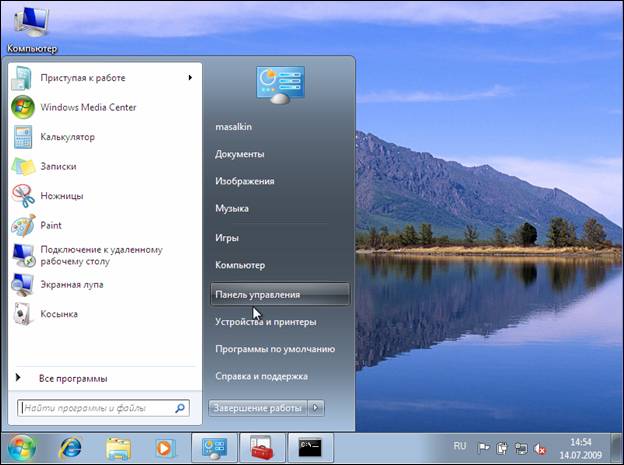 Компьютер
Приступая к работе
Windows Media Center
Калькулятор
Записки
Ножницы
Paint
Подключение к удаленному
рабочему столу
Экранная лупа
Косынка
Все программы
Найти программы и файлы
masalkin
Документы
Изображения
Музыка
Игры
Компьютер
Панель управления
Устройства и принтеры
Программы по умолчанию
Справка и поддержка
Завершение работы
RU
14:54
14.07.2009